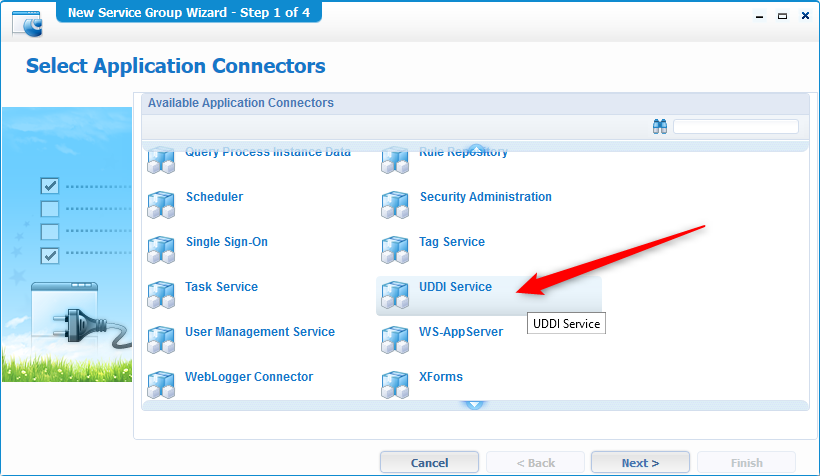 New Service Group Wizard - Step 1 of 4
Select Application Connectors
Available Application Connectors
Query Process Instance Data
Rule Repository
Scheduler
Security Administration
Single Sign-On
Tag Service
Task Service
UDDI Service
UDDI Service
User Management Service
WS-AppServer
WebLogger Connector
XForms
Cancel
< Back
Next >
Finish